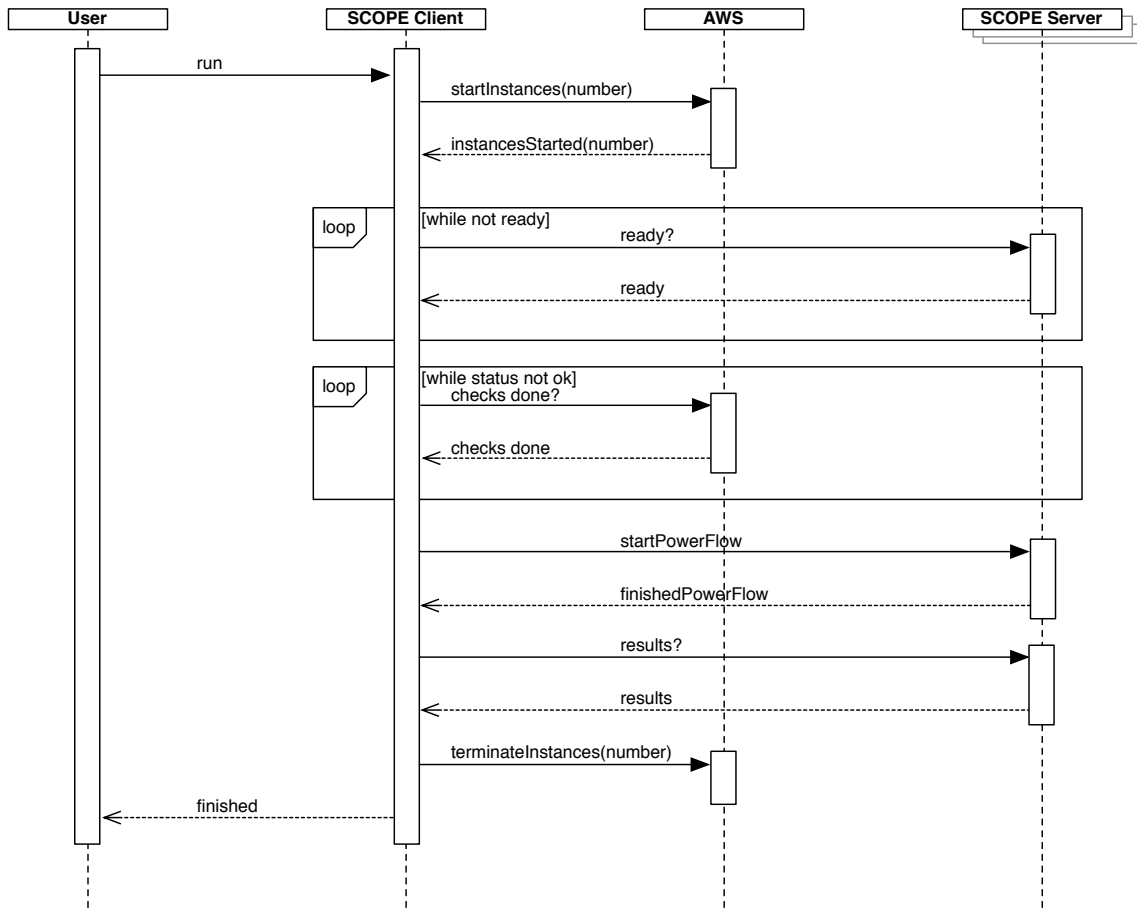 User
SCOPE Client
AWS
SCOPE Server
run
startInstances(number)
instancesStarted(number)
loop
[while not ready]
ready?
ready
loop
[while status not ok]
checks done?
checks done
startPowerFlow
finishedPowerFlow
results?
results
terminateInstances(number)
finished